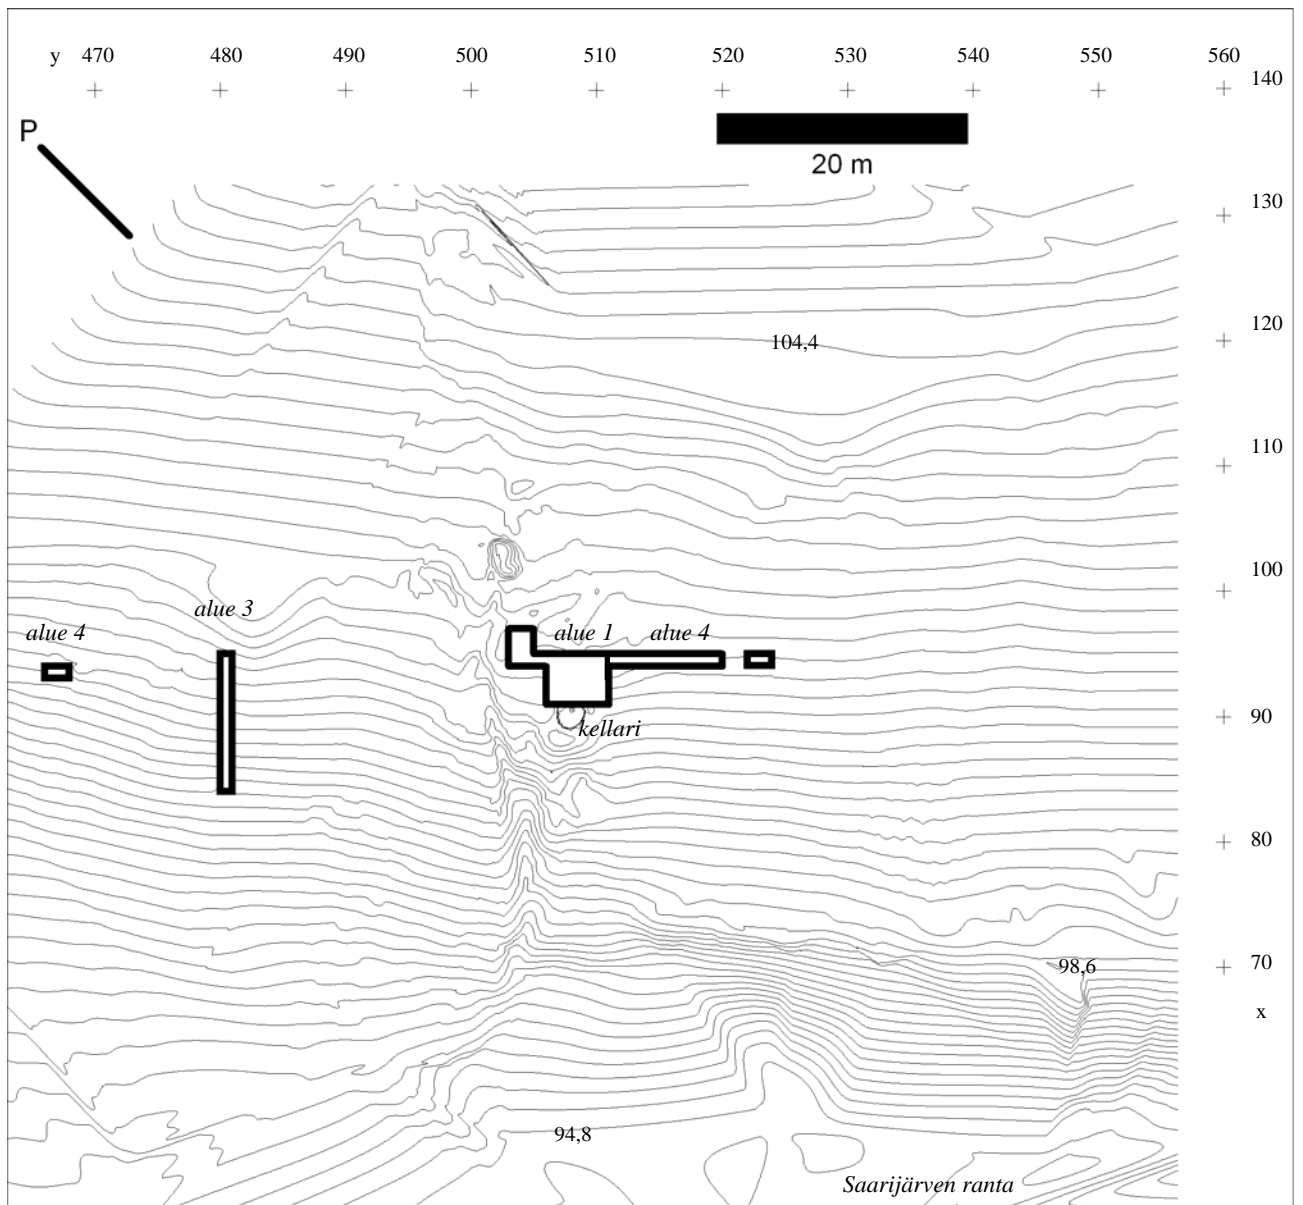 y 470 480 490 500 510 520 530 540 550 560
140
P
20 m
130
120
104,4
110
100
alue 3
alue 4 alue 1 alue 4
90
kellari
80
70
98,6
x
94,8
Saarijärven ranta